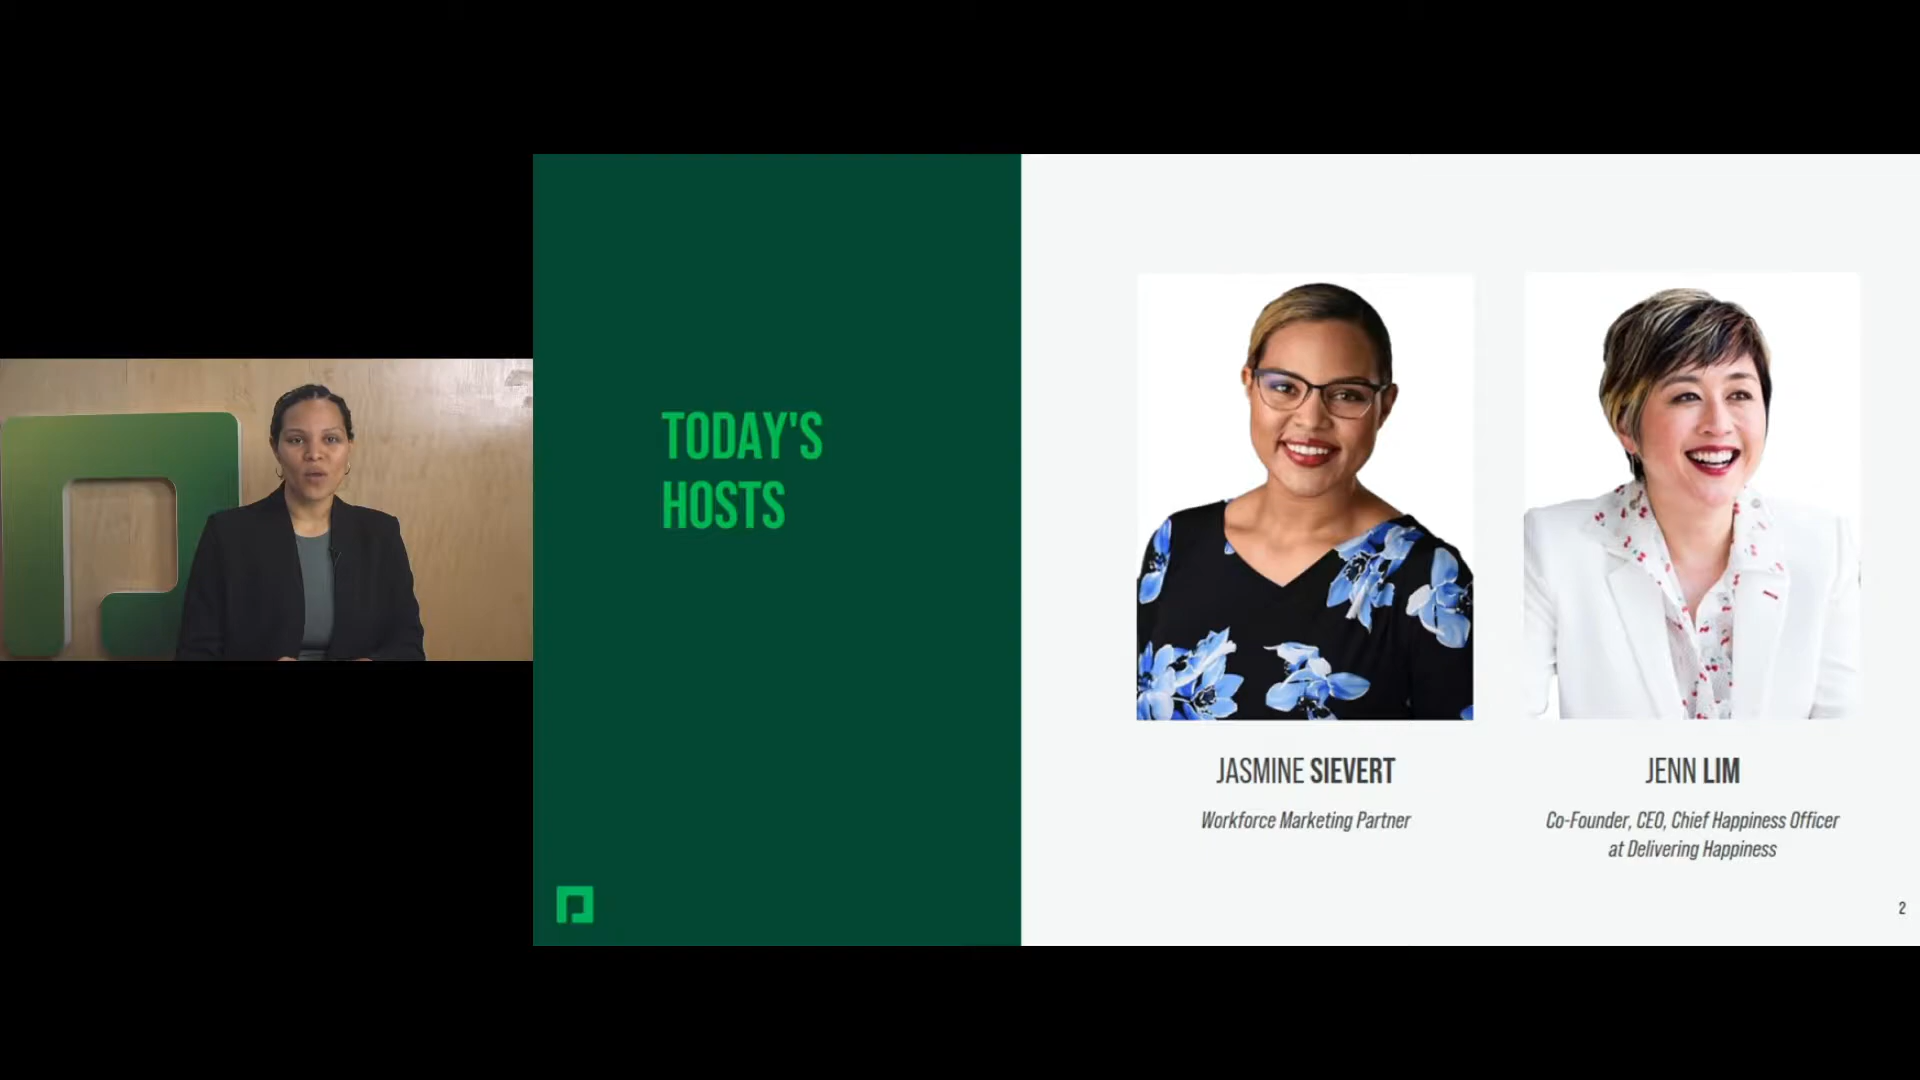 TODAY'S
HOSTS
JASMINE SIEVERT
Workforce Marketing Partner
JENN LIM
Co-Founder, CEO, Chief Happiness Officer
at Delivering Happiness
2